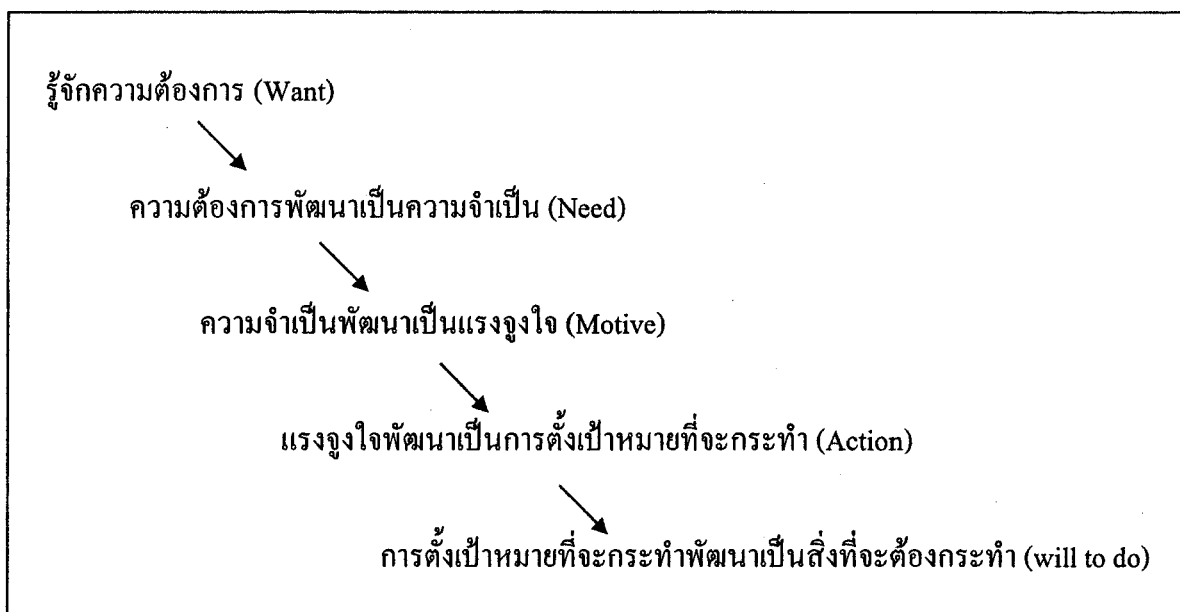 รู้จักความต้องการ (Want)
ความต้องการพัฒนาเป็นความจำเป็น (Need)
ความจำเป็นพัฒนาเป็นแรงจูงใจ (Motive)
แรงจูงใจพัฒนาเป็นการตั้งเป้าหมายที่จะกระทำ (Action)
การตั้งเป้าหมายที่จะกระทำพัฒนาเป็นสิ่งที่จะต้องกระทำ (will to do)